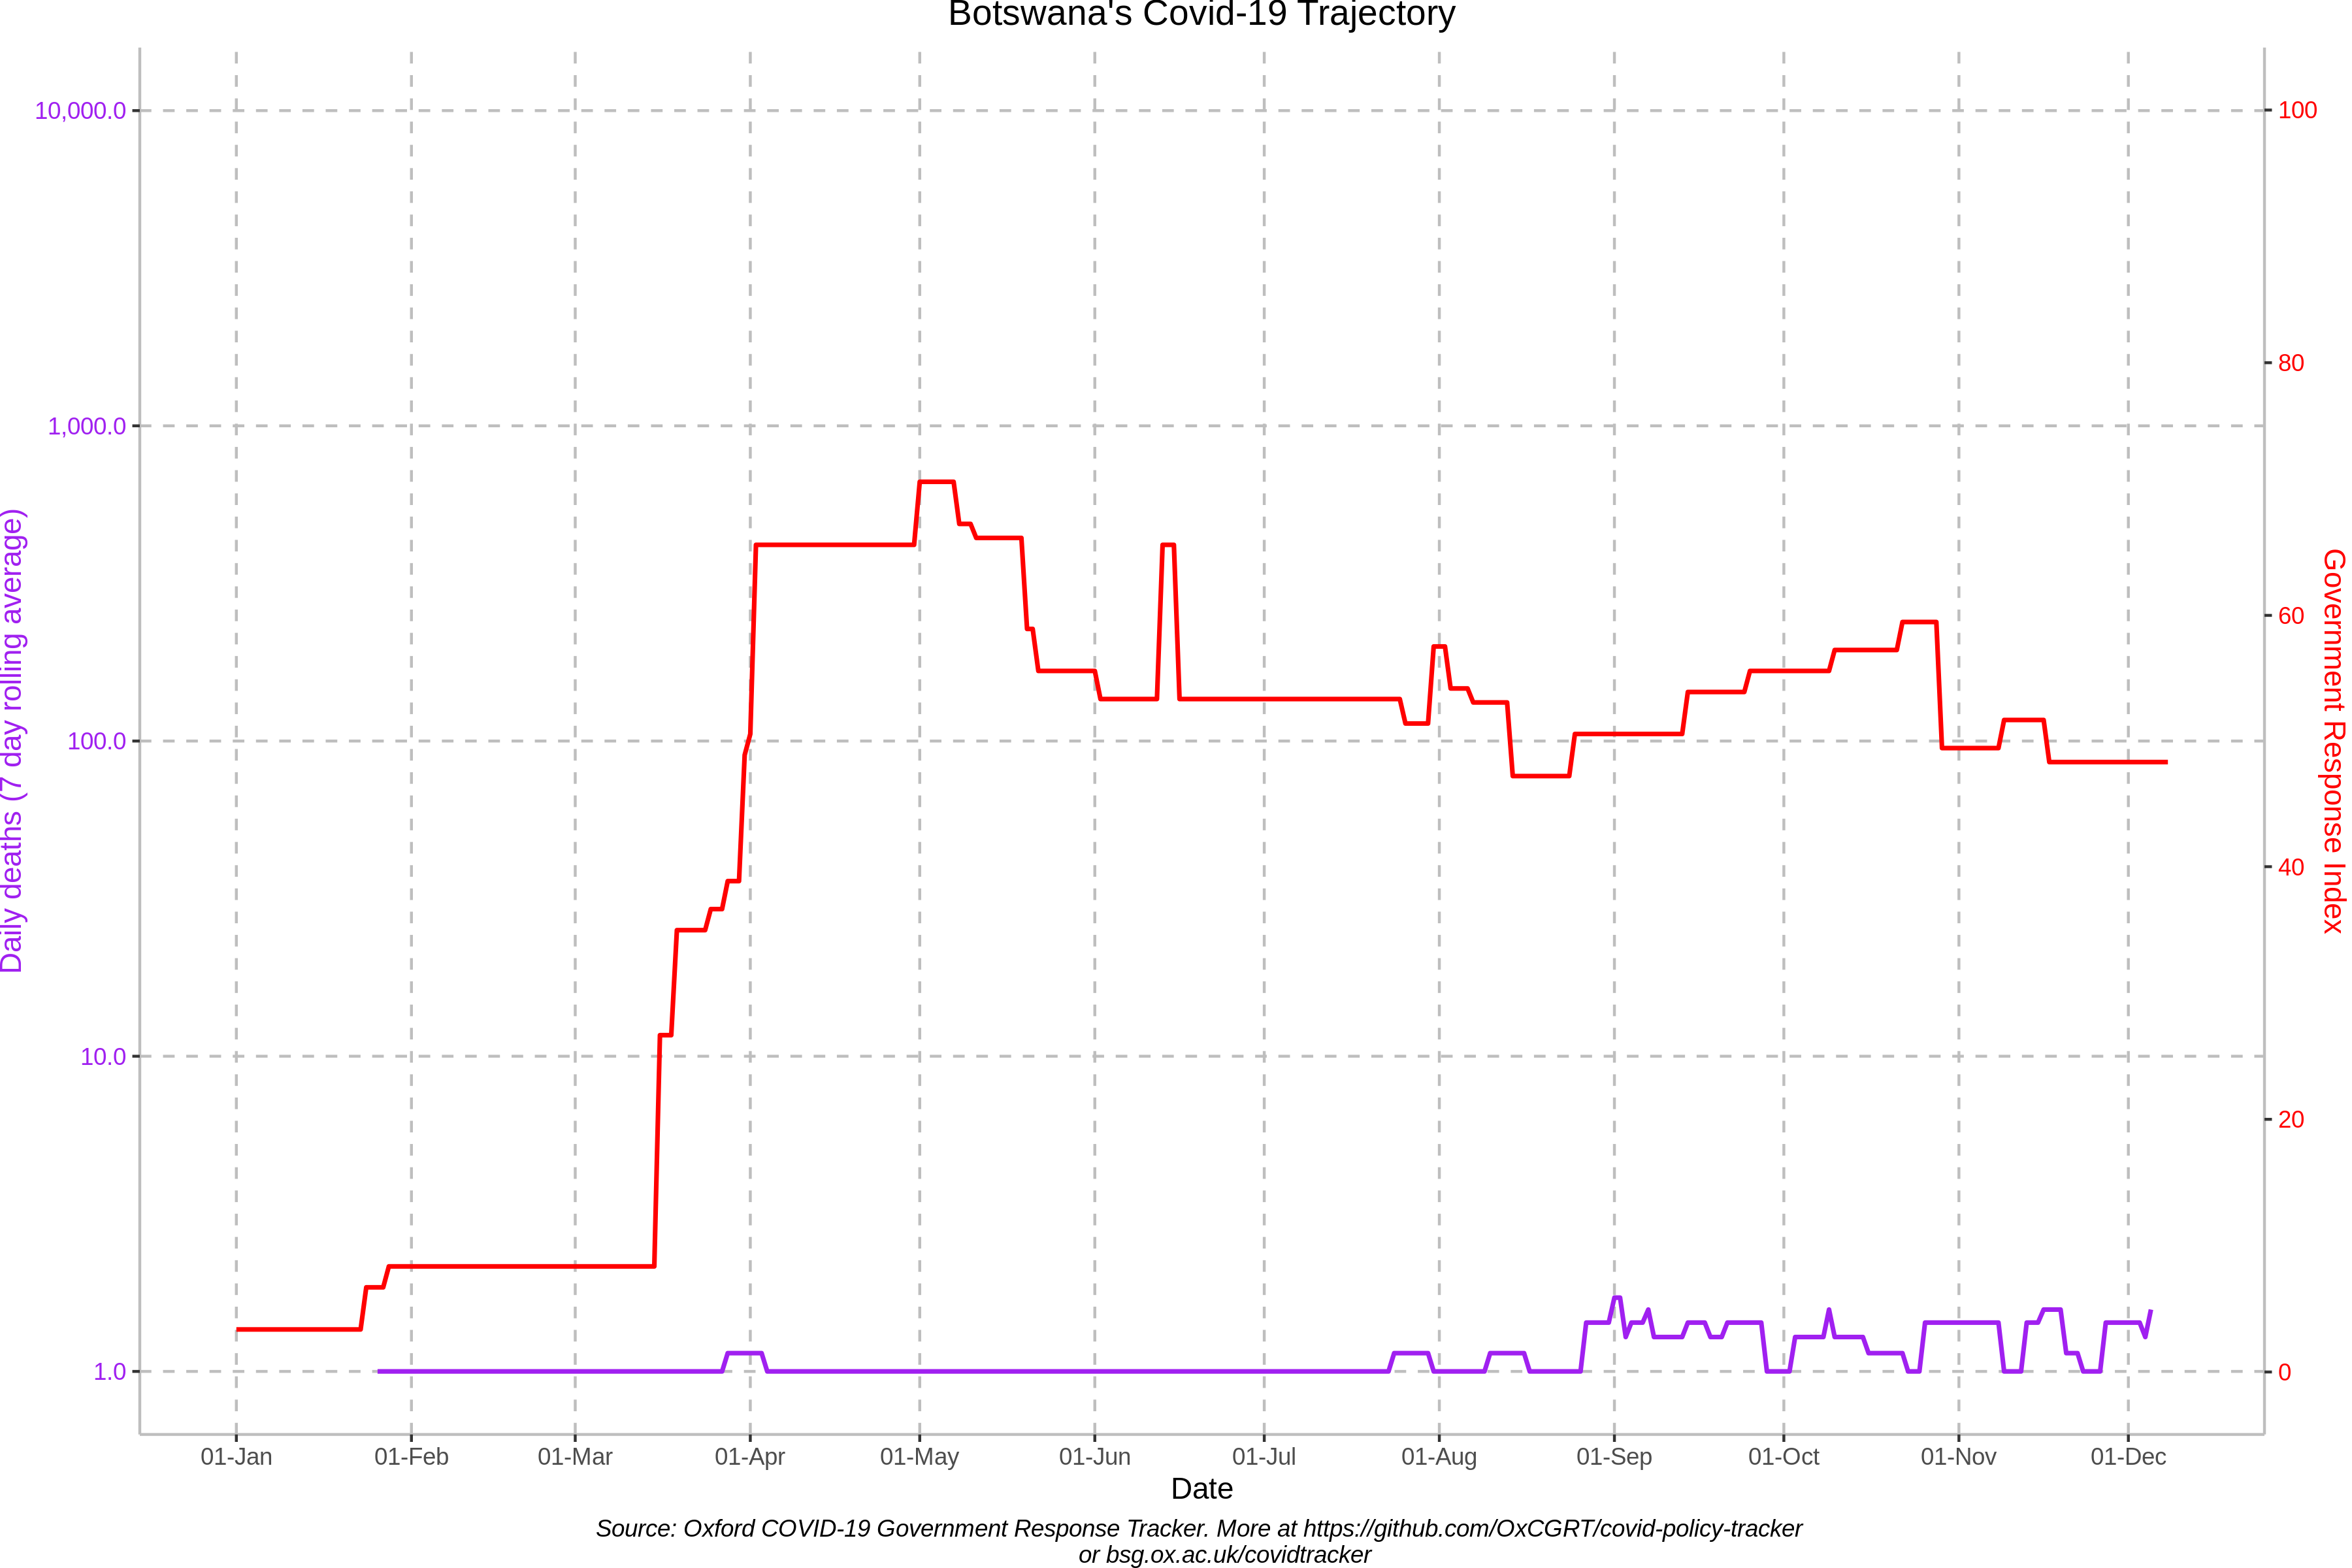 Botswana's Covid-19 Trajectory
10,000.0
1,000.0
100.0
10.0
1.0
Daily deaths (7 day rolling average)
100
80
60
40
20
0
Government Response Index
01-Jan 01-Feb 01-Mar 01-Apr 01-May 01-Jun 01-Jul 01-Aug 01-Sep 01-Oct 01-Nov 01-Dec
Date
Source: Oxford COVID-19 Government Response Tracker. More at https://github.com/OxCGRT/covid-policy-tracker
or bsg.ox.ac.uk/covidtracker